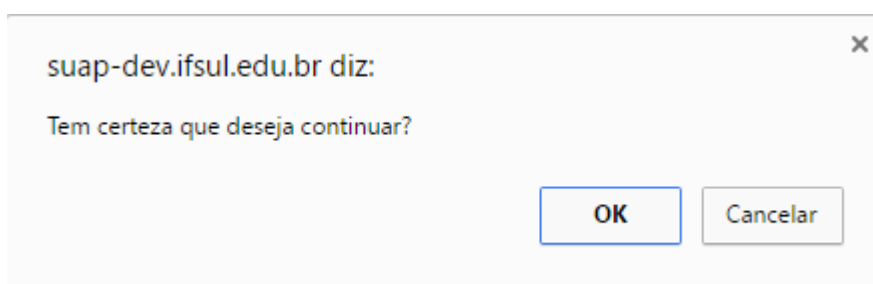 suap-dev.ifsul.edu.br diz:
Tem certeza que deseja continuar?
OK
Cancelar